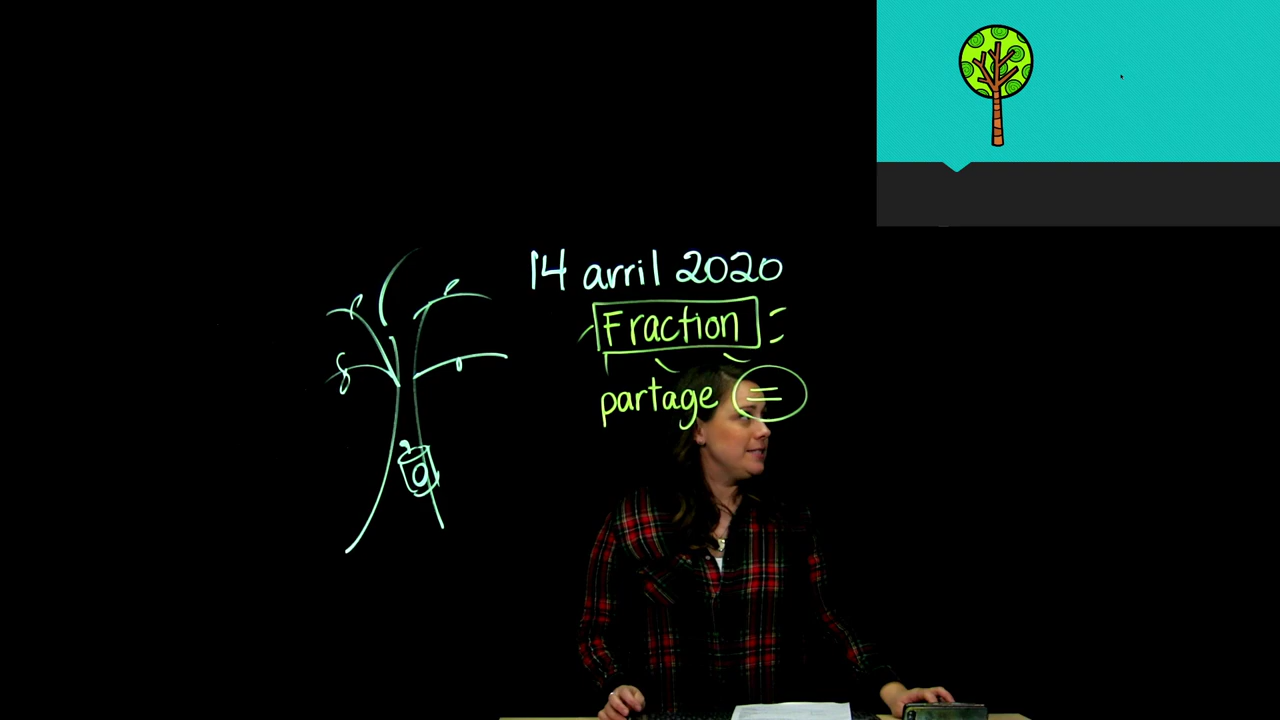 14 avril 2020
Fraction =
partage =